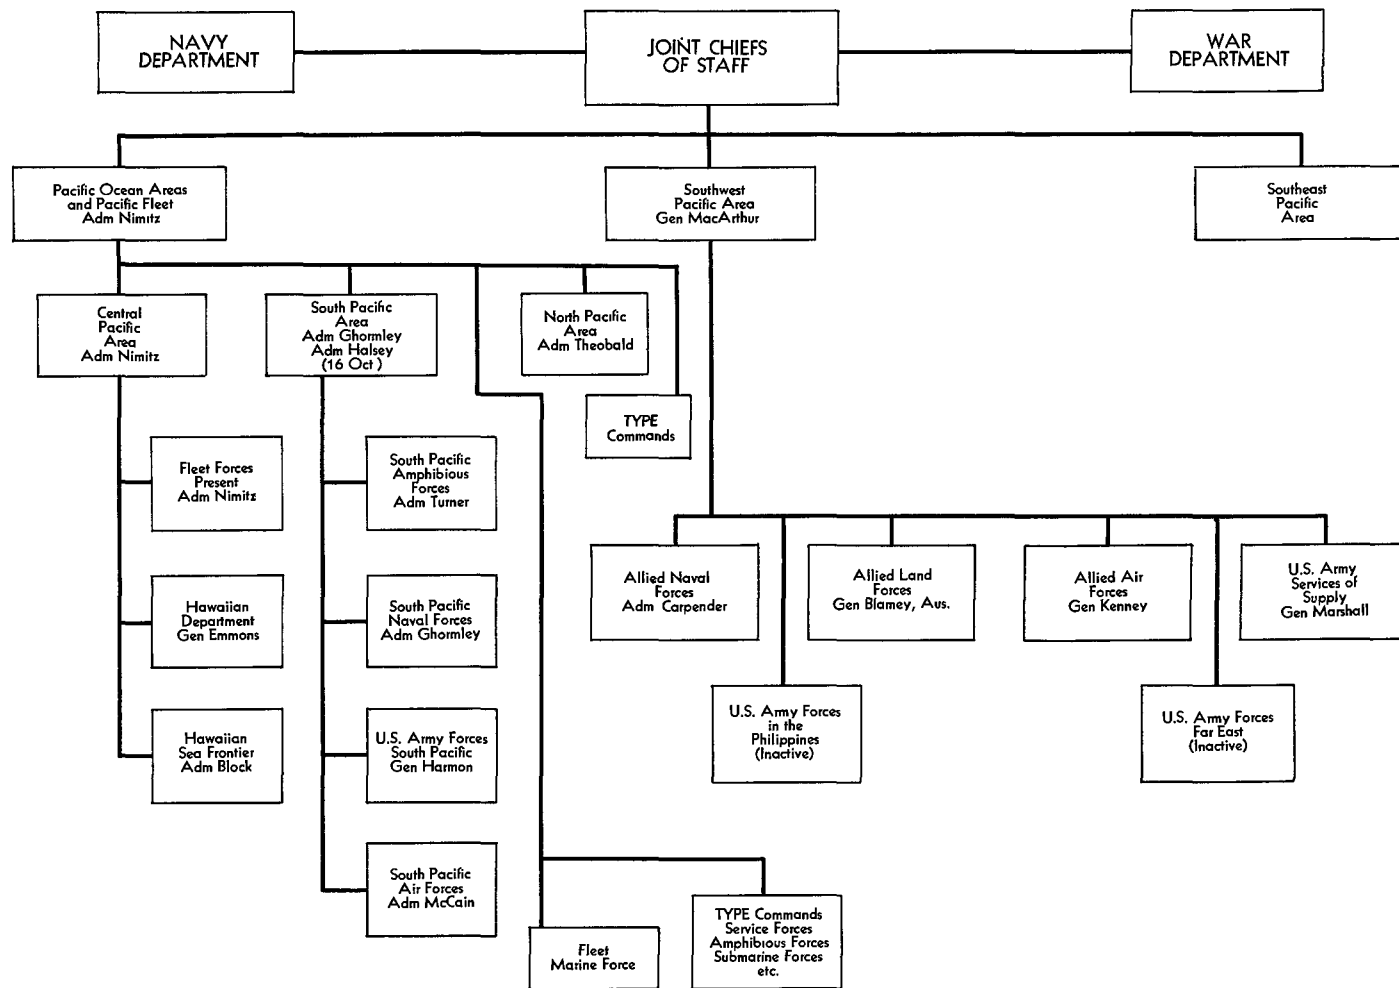 NAVY
DEPARTMENT
JOINT CHIEFS
OF STAFF
WAR
DEPARTMENT
Pacific Ocean Areas
and Pacific Fleet
Adm Nimitz
Southwest
Pacific Area
Gen MacArthur
Southeast
Pacific
Area
Central
Pacific
Area
Adm Nimitz
South Pacific
Area
Adm Ghormley
Adm Halsey
(16 Oct)
North Pacific
Area
Adm Theobald
TYPE
Commands
Fleet Forces
Present
Adm Nimitz
South Pacific
Amphibious
Forces
Adm Turner
Allied Naval
Forces
Adm Carpender
Allied Land
Forces
Gen Blamey, Aus.
Allied Air
Forces
Gen Kenney
U.S. Army
Services of
Supply
Gen Marshall
Hawaiian
Department
Gen Emmons
South Pacific
Naval Forces
Adm Ghormley
U.S. Army Forces
in the
Philippines
(Inactive)
U.S. Army Forces
Far East
(Inactive)
Hawaiian
Sea Frontier
Adm Block
U.S. Army Forces
South Pacific
Gen Harmon
South Pacific
Air Forces
Adm McCain
Fleet
Marine Force
TYPE Commands
Service Forces
Amphibious Forces
Submarine Forces
etc.